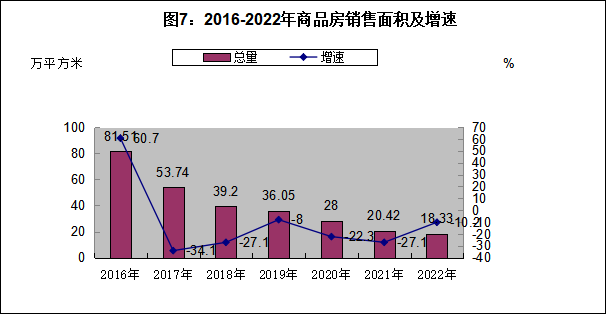 图7：2016-2022年商品房销售面积及增速
总量 增速
万平方米 %
100 80 60 40 20 0
70 60 50 40 30 20 10 0 -10 -20 -30 -40
81.51 53.74 39.2 36.05 28 20.42 18.33
60.7 -34.1 -27.1 -8 -22.3 -27.1 -10.2
2016年 2017年 2018年 2019年 2020年 2021年 2022年